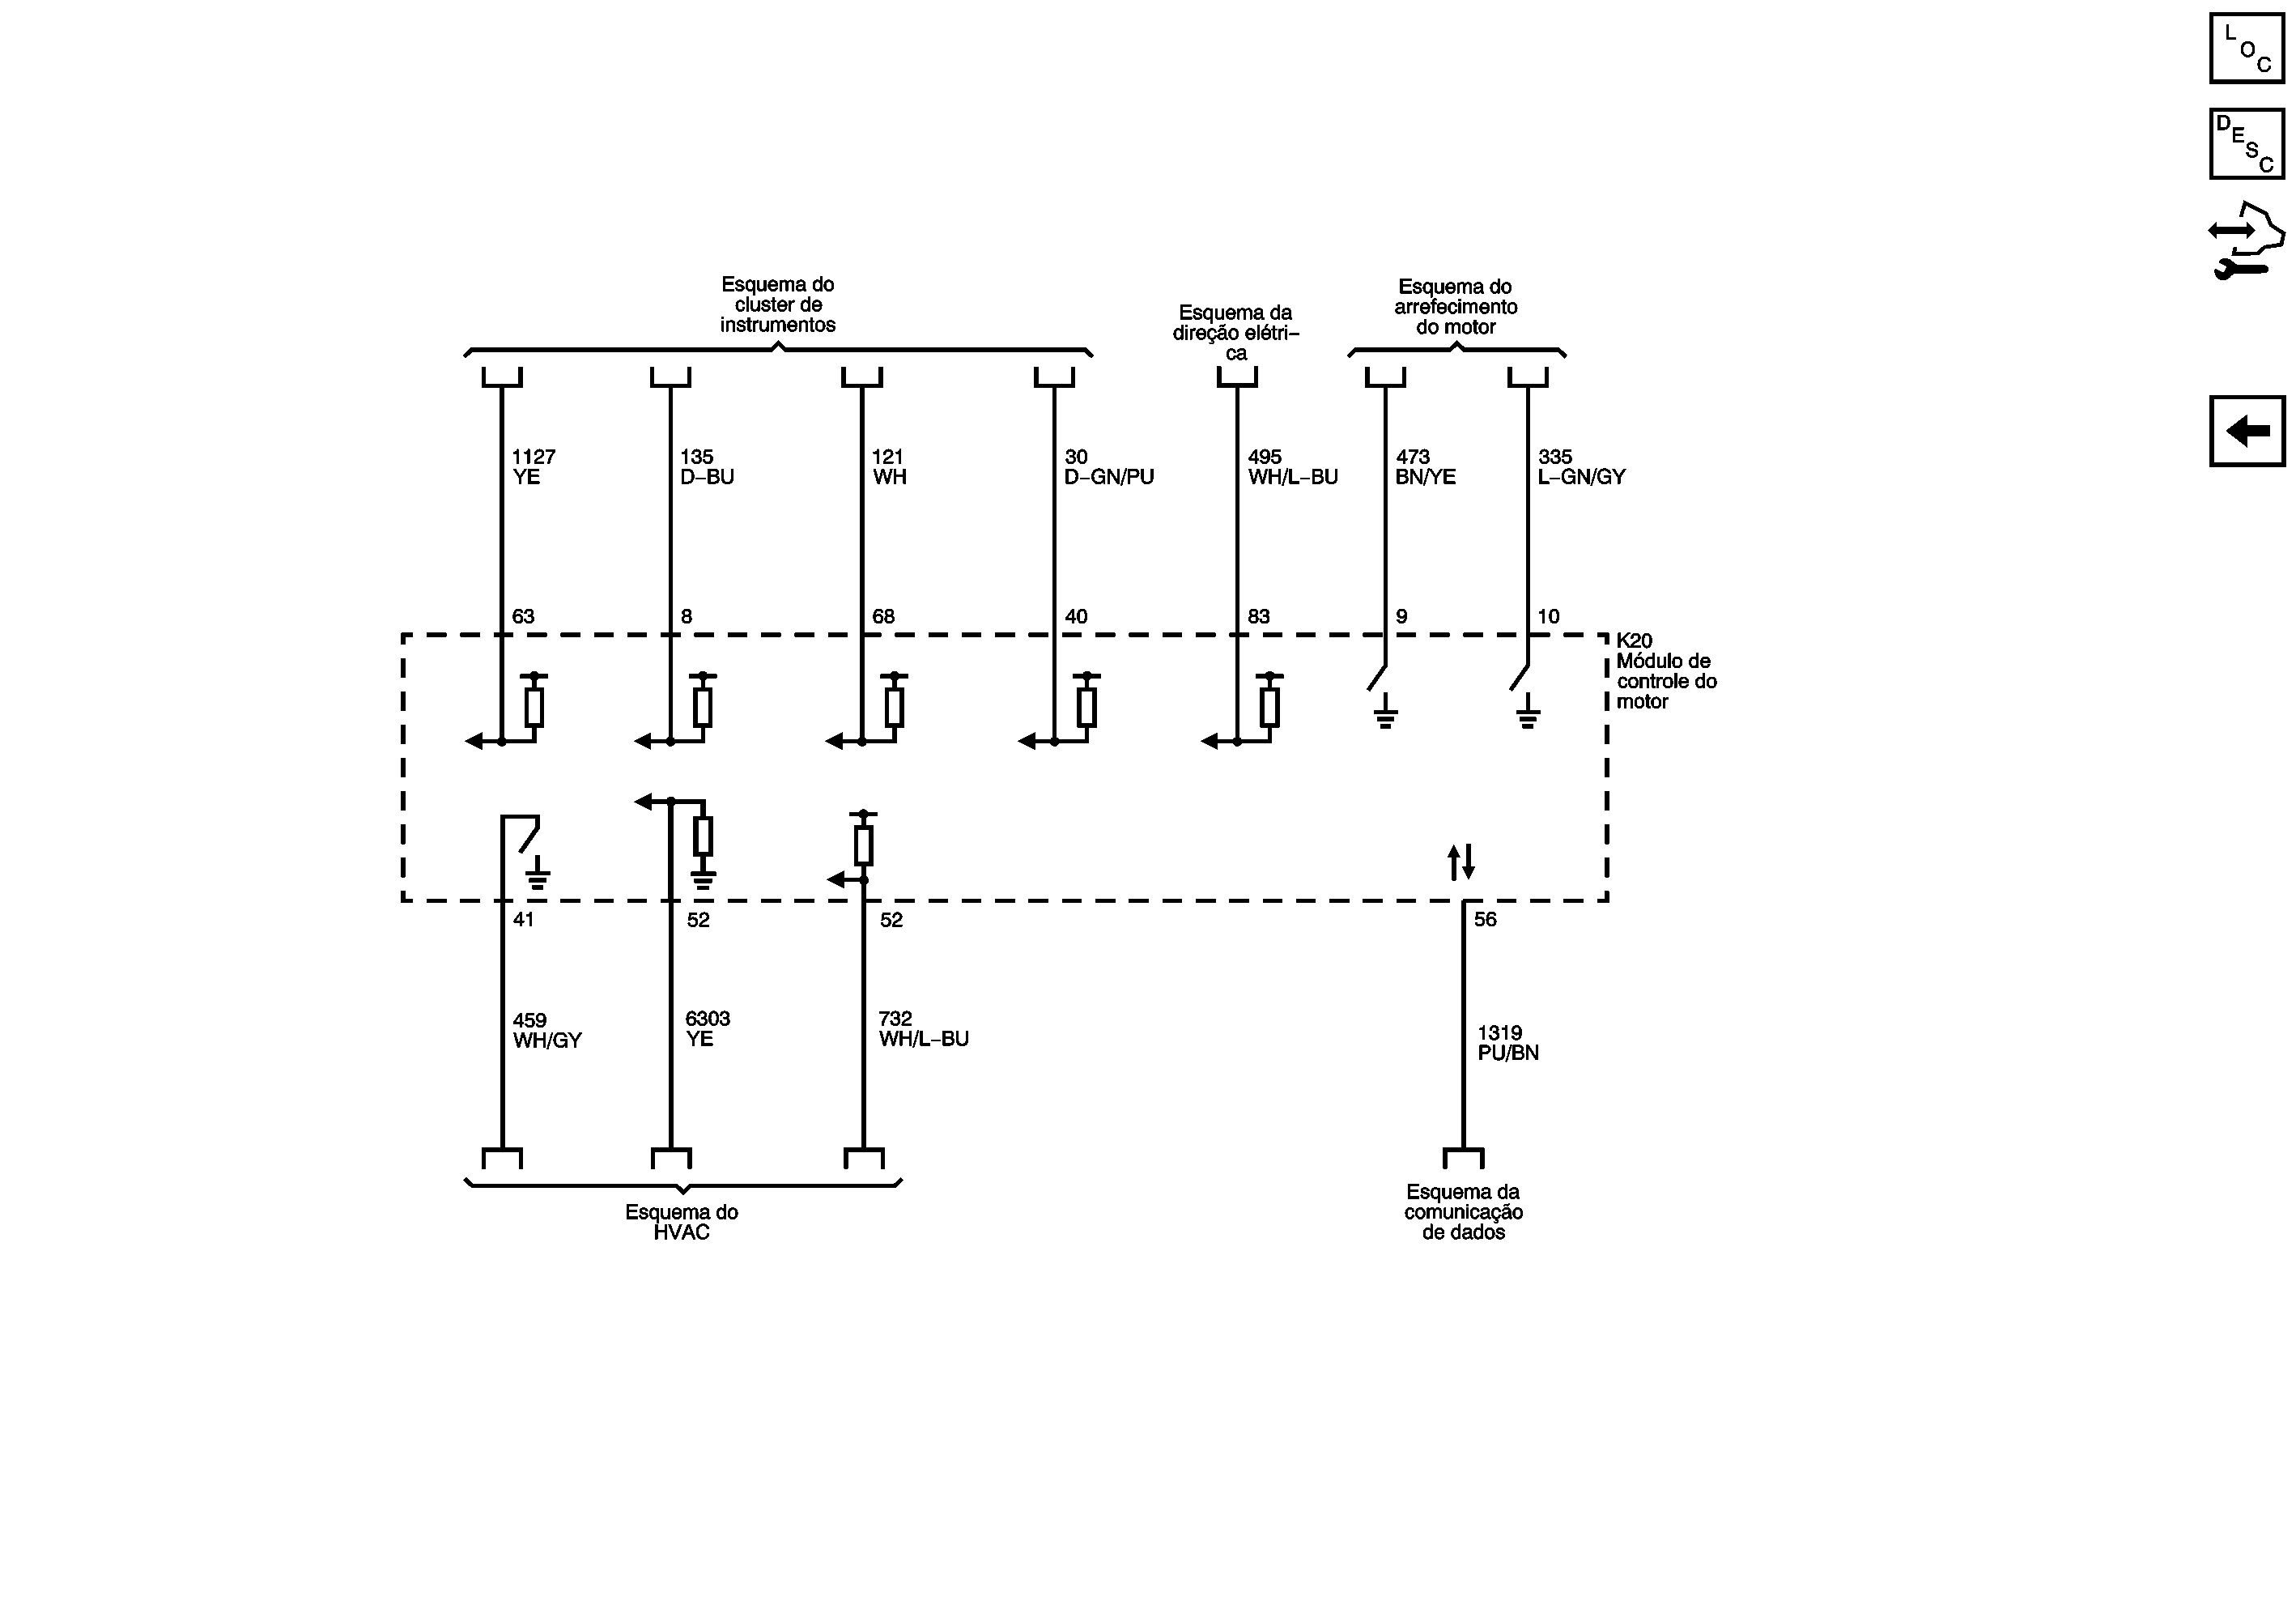 L
O
C
D
E
S
C
Esquema do
cluster de
instrumentos
Esquema da
direção elétri–
ca
Esquema do
arrefecimento
do motor
1127
YE
135
D–BU
121
WH
30
D–GN/PU
495
WH/L–BU
473
BN/YE
335
L–GN/GY
63
8
68
40
83
9
10
K20
Módulo de
controle do
motor
41
52
52
56
459
WH/GY
6303
YE
732
WH/L–BU
1319
PU/BN
Esquema do
HVAC
Esquema da
comunicação
de dados